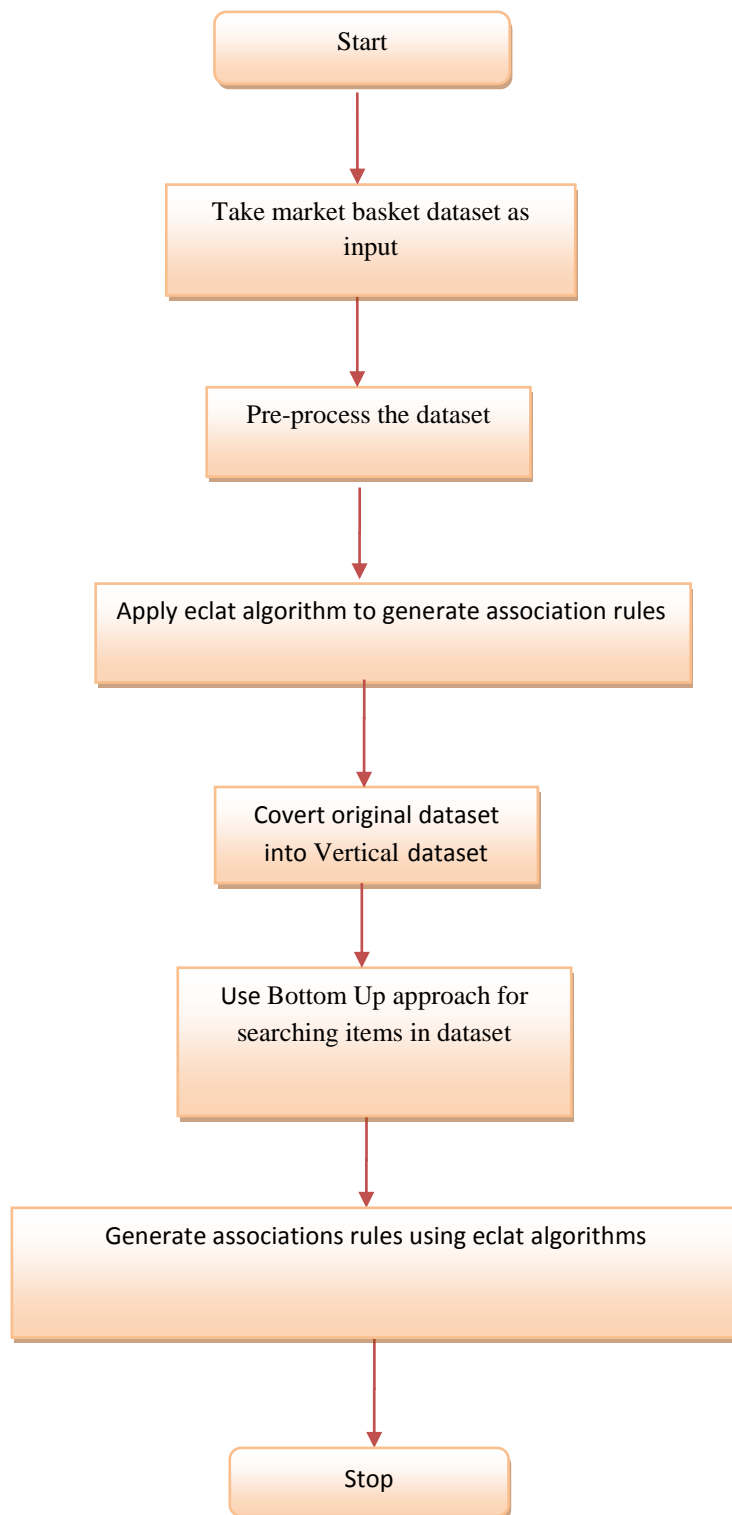 Start
Take market basket dataset as
input
Pre-process the dataset
Apply eclat algorithm to generate association rules
Covert original dataset
into Vertical dataset
Use Bottom Up approach for
searching items in dataset
Generate associations rules using eclat algorithms
Stop